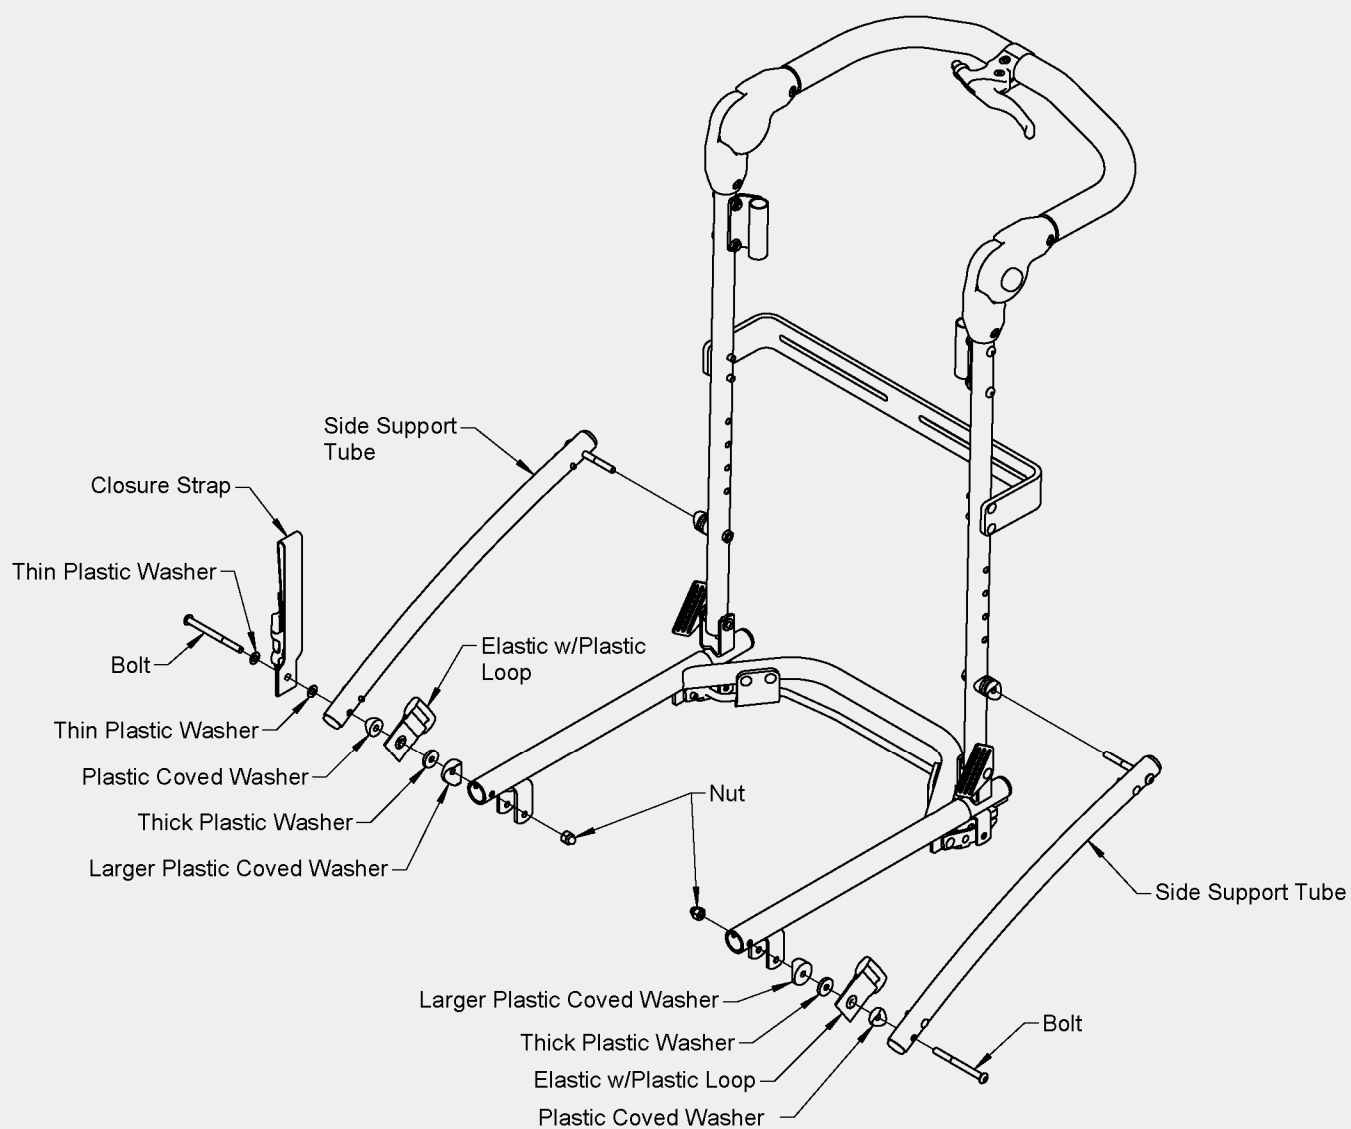 Side Support
Tube
Closure Strap
Thin Plastic Washer
Bolt
Elastic w/Plastic
Loop
Thin Plastic Washer
Plastic Coved Washer
Nut
Thick Plastic Washer
Larger Plastic Coved Washer
Side Support Tube
Larger Plastic Coved Washer
Bolt
Thick Plastic Washer
Elastic w/Plastic Loop
Plastic Coved Washer